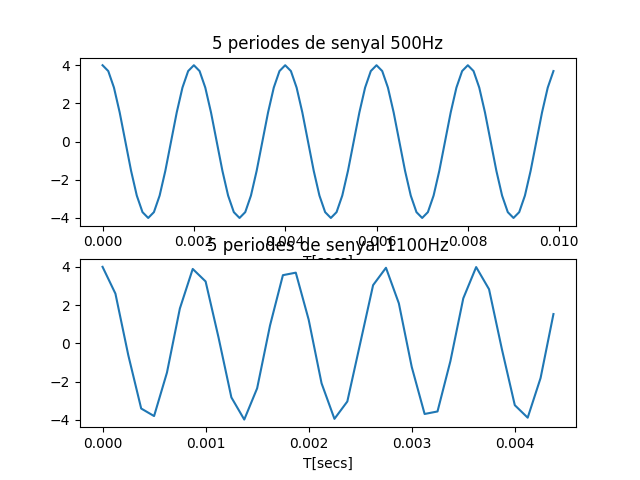 5 periodes de senyal 500Hz
4
2
0
−2
−4
0.000 0.002 0.004 0.006 0.008 0.010
T[secs]
5 periodes de senyal 1100Hz
4
2
0
−2
−4
0.000 0.001 0.002 0.003 0.004
T[secs]